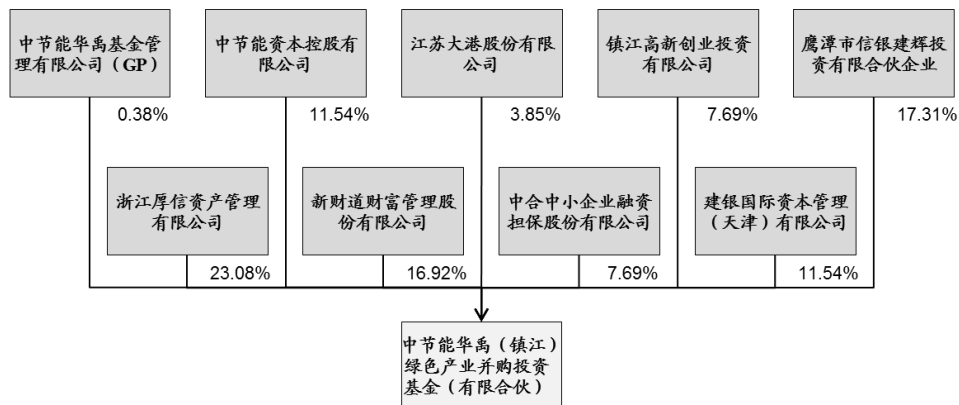 中节能华禹基金管
理有限公司（GP）
中节能资本控股有
限公司
江苏大港股份有限
公司
镇江高新创业投资
有限公司
鹰潭市信银建辉投
资有限合伙企业
0.38%
11.54%
3.85%
7.69%
17.31%
浙江厚信资产管理
有限公司
新财道财富管理股
份有限公司
中合中小企业融资
担保股份有限公司
建银国际资本管理
（天津）有限公司
23.08%
16.92%
7.69%
11.54%
中节能华禹（镇江）
绿色产业并购投资
基金（有限合伙）